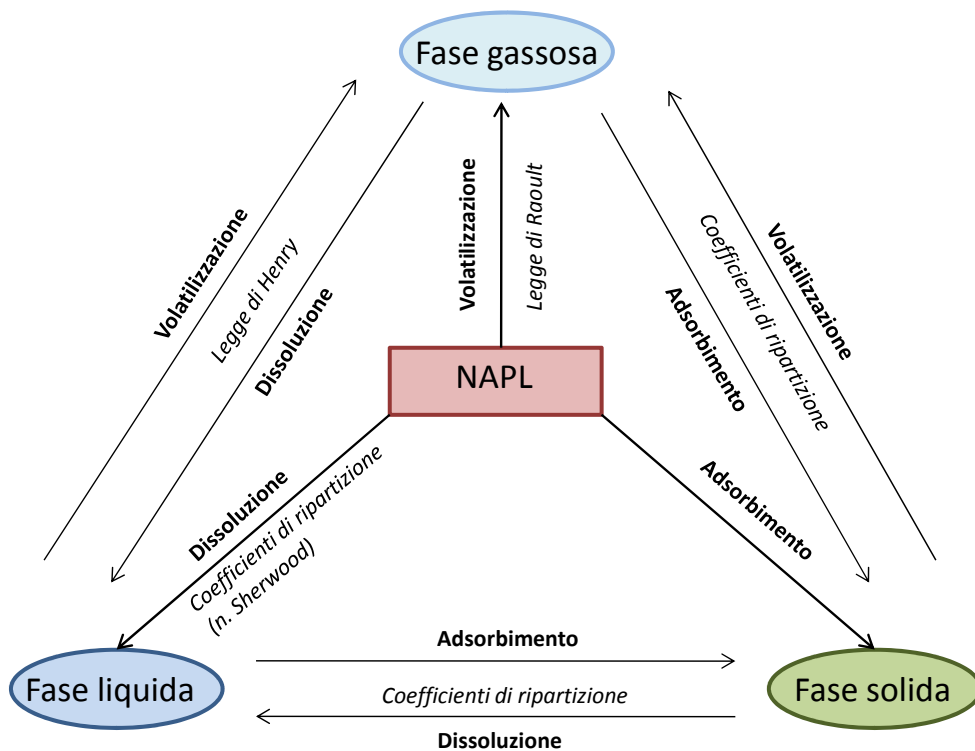 Fase gassosa
Volatilizzazione
Legge di Henry
Dissoluzione
Volatilizzazione
Legge di Raoult
Adsorbimento
Coefficienti di ripartizione
Volatilizzazione
NAPL
Dissoluzione
Coefficienti di ripartizione
(n. Sherwood)
Adsorbimento
Fase liquida
Adsorbimento
Coefficienti di ripartizione
Dissoluzione
Fase solida